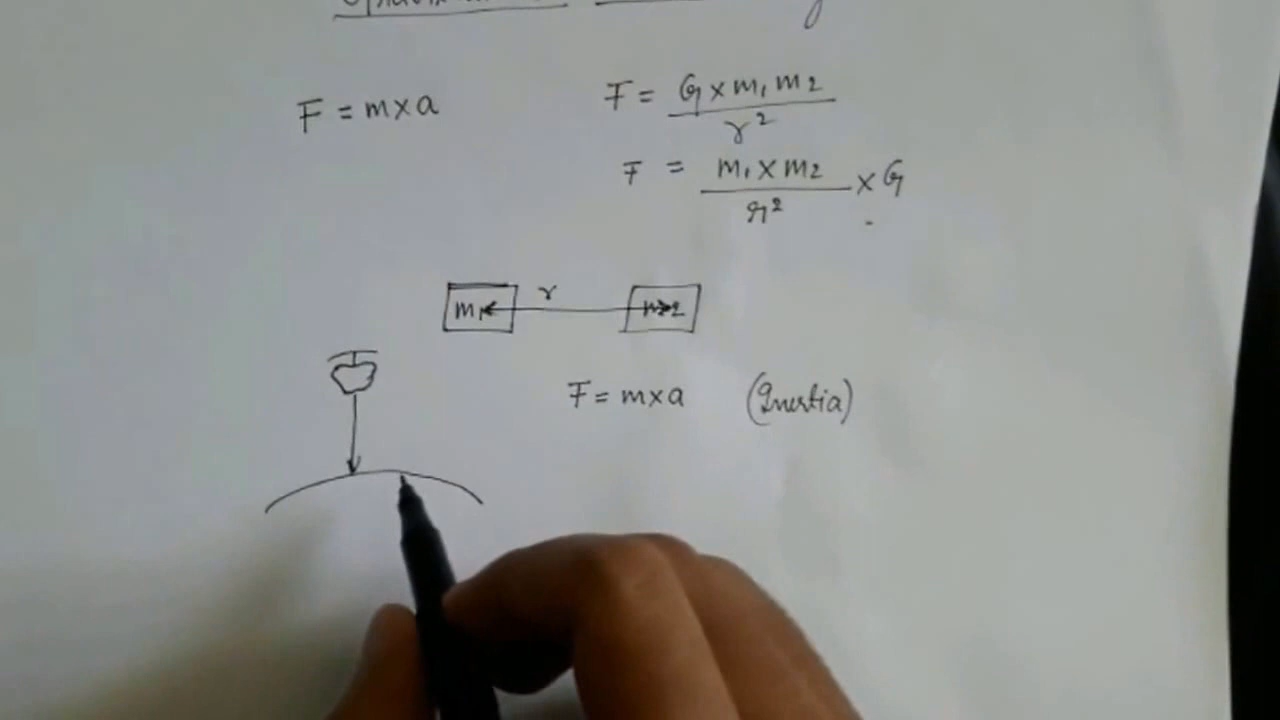 F = m x a
F = G x m1 m2 / r²
F = m1 x m2 / r² x G
m1 r m2
F = m x a (Inertia)